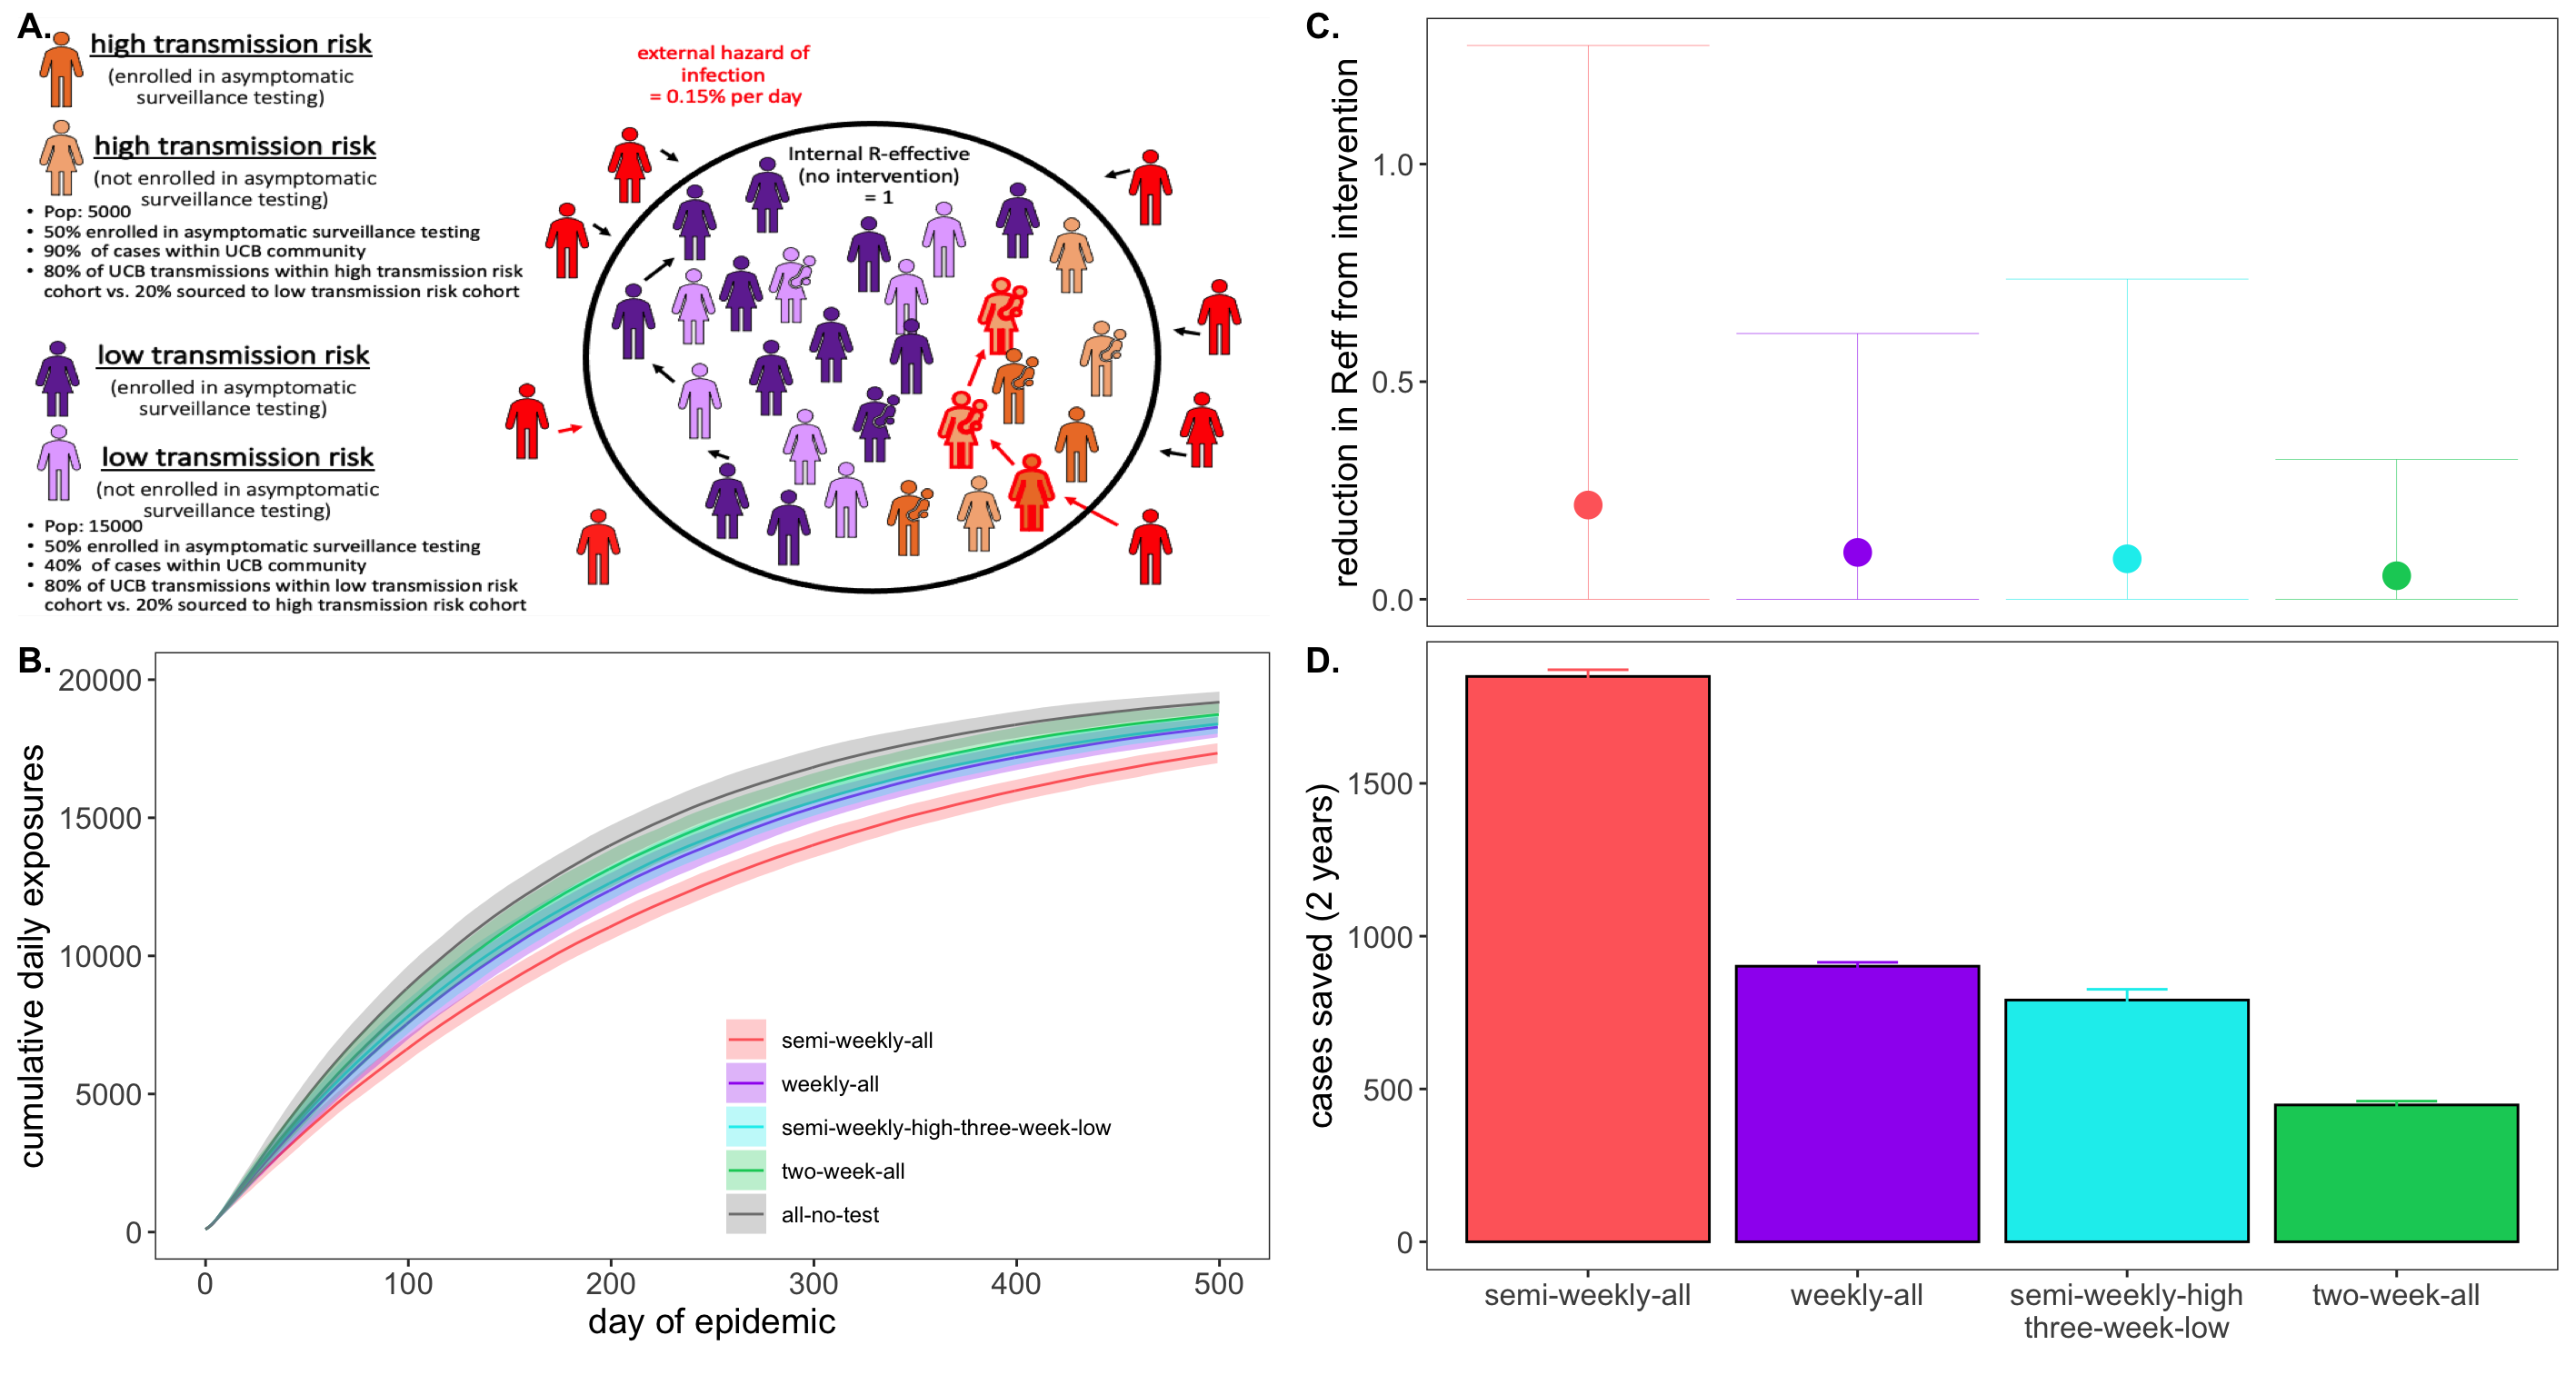 A.
high transmission risk
(enrolled in asymptomatic
surveillance testing)
high transmission risk
(not enrolled in asymptomatic
surveillance testing)
• Pop: 5000
• 50% enrolled in asymptomatic surveillance testing
• 90% of cases within UCB community
• 80% of UCB transmissions within high transmission risk
cohort vs. 20% sourced to low transmission risk cohort
low transmission risk
(enrolled in asymptomatic
surveillance testing)
low transmission risk
(not enrolled in asymptomatic
surveillance testing)
• Pop: 15000
• 50% enrolled in asymptomatic surveillance testing
• 40% of cases within UCB community
• 80% of UCB transmissions within low transmission risk
cohort vs. 20% sourced to high transmission risk cohort
external hazard of
infection
= 0.15% per day
Internal R-effective
(no intervention)
= 1
B.
cumulative daily exposures
20000
15000
10000
5000
0
0 100 200 300 400 500
day of epidemic
semi-weekly-all
weekly-all
semi-weekly-high-three-week-low
two-week-all
all-no-test
C.
reduction in Reff from intervention
1.0
0.5
0.0
D.
cases saved (2 years)
1500
1000
500
0
semi-weekly-all weekly-all semi-weekly-high two-week-all
three-week-low